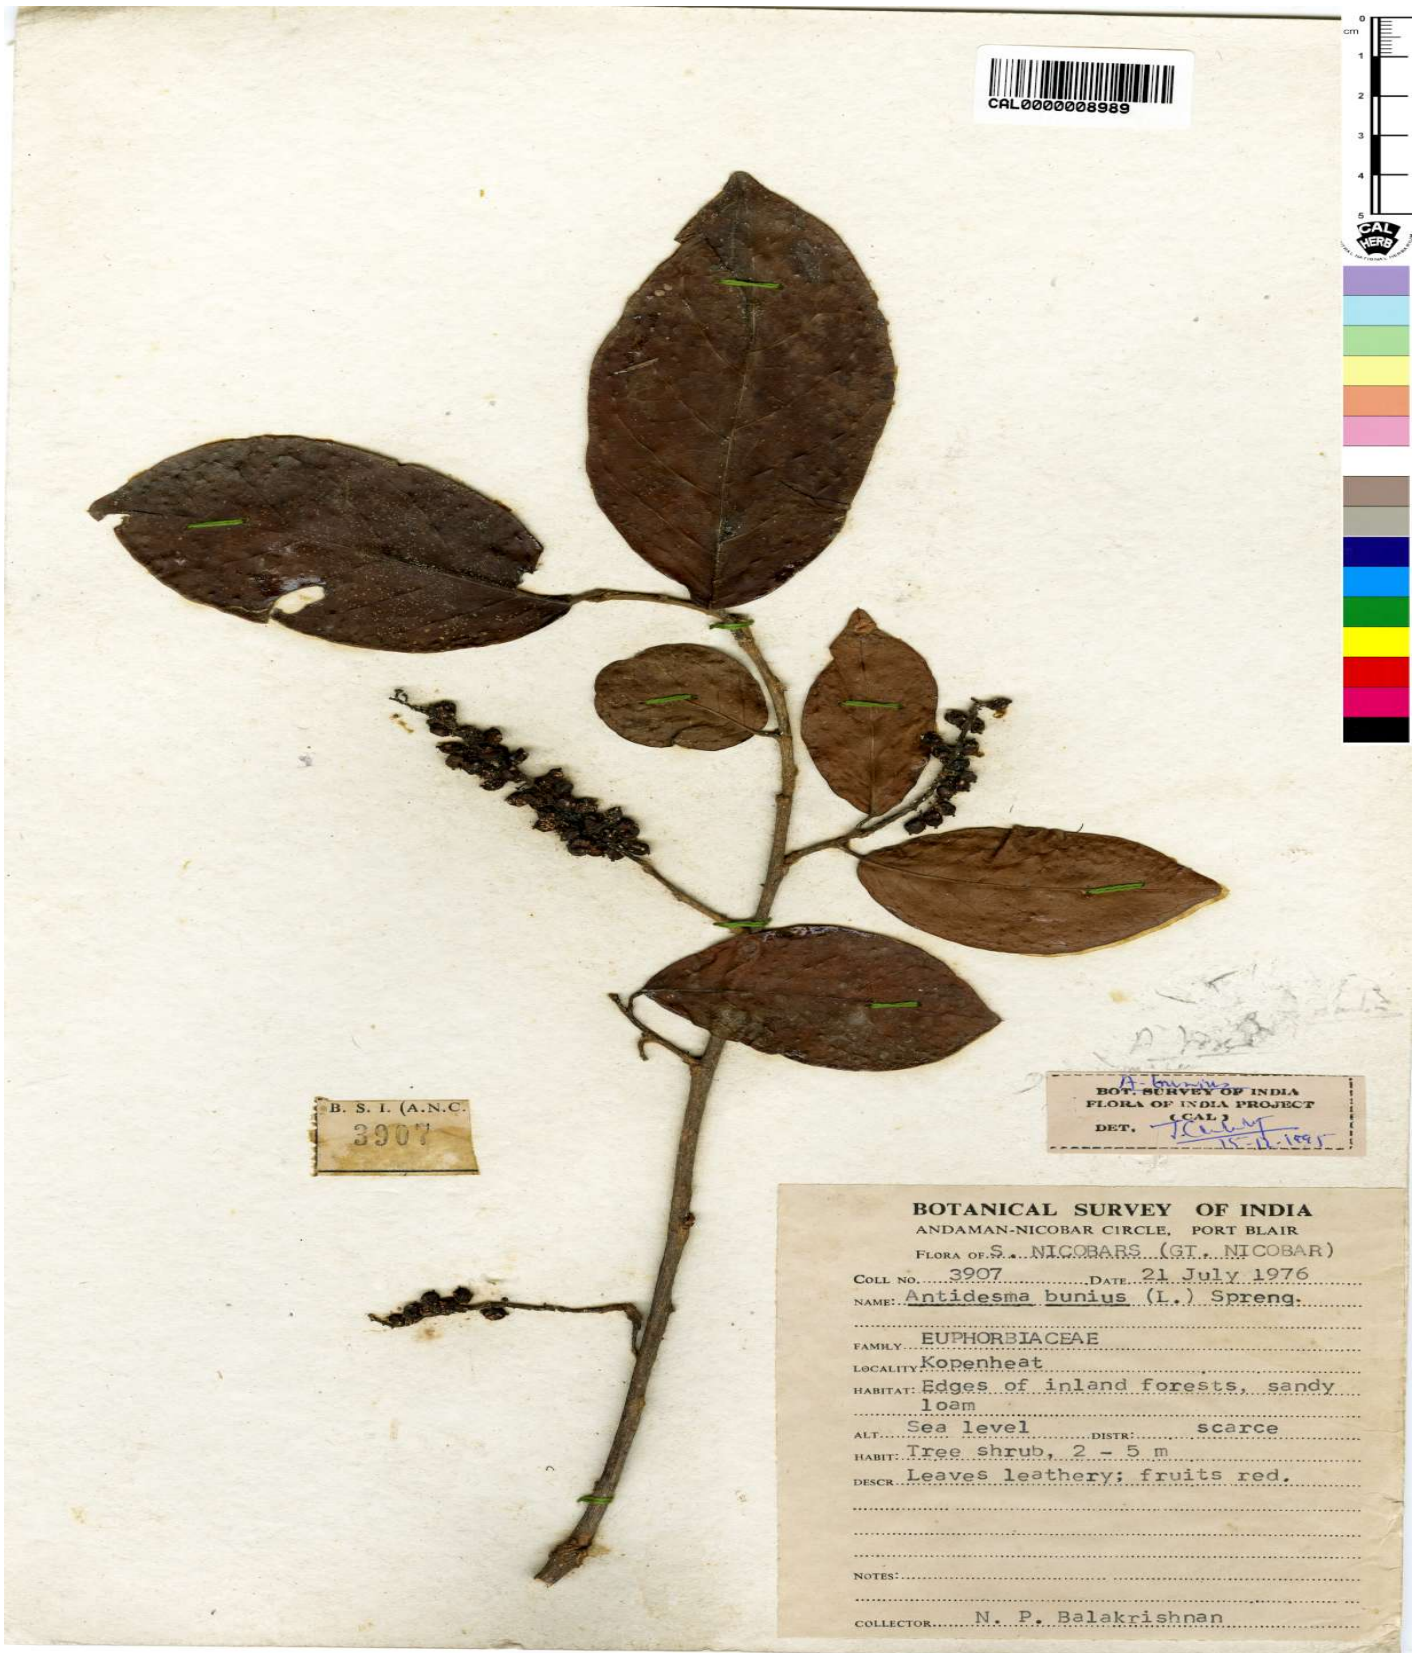 0
cm
1
2
3
4
5
CAL
HERB
CAL0000008989
A. bunius
BOT. SURVEY OF INDIA
FLORA OF INDIA PROJECT
(CAL)
DET.
15-12-1995
B. S. I. (A.N.C.
3907
BOTANICAL SURVEY OF INDIA
ANDAMAN-NICOBAR CIRCLE, PORT BLAIR
FLORA OF S. NICOBARS (GT. NICOBAR)
COLL NO. 3907 DATE 21 July 1976
NAME: Antidesma bunius (L.) Spreng.
FAMILY EUPHORBIACEAE
LOCALITY Kopenheat
HABITAT: Edges of inland forests, sandy
loam
ALT. Sea level DISTR: scarce
HABIT: Tree shrub, 2 - 5 m
DESCR Leaves leathery; fruits red.
NOTES:
COLLECTOR N. P. Balakrishnan